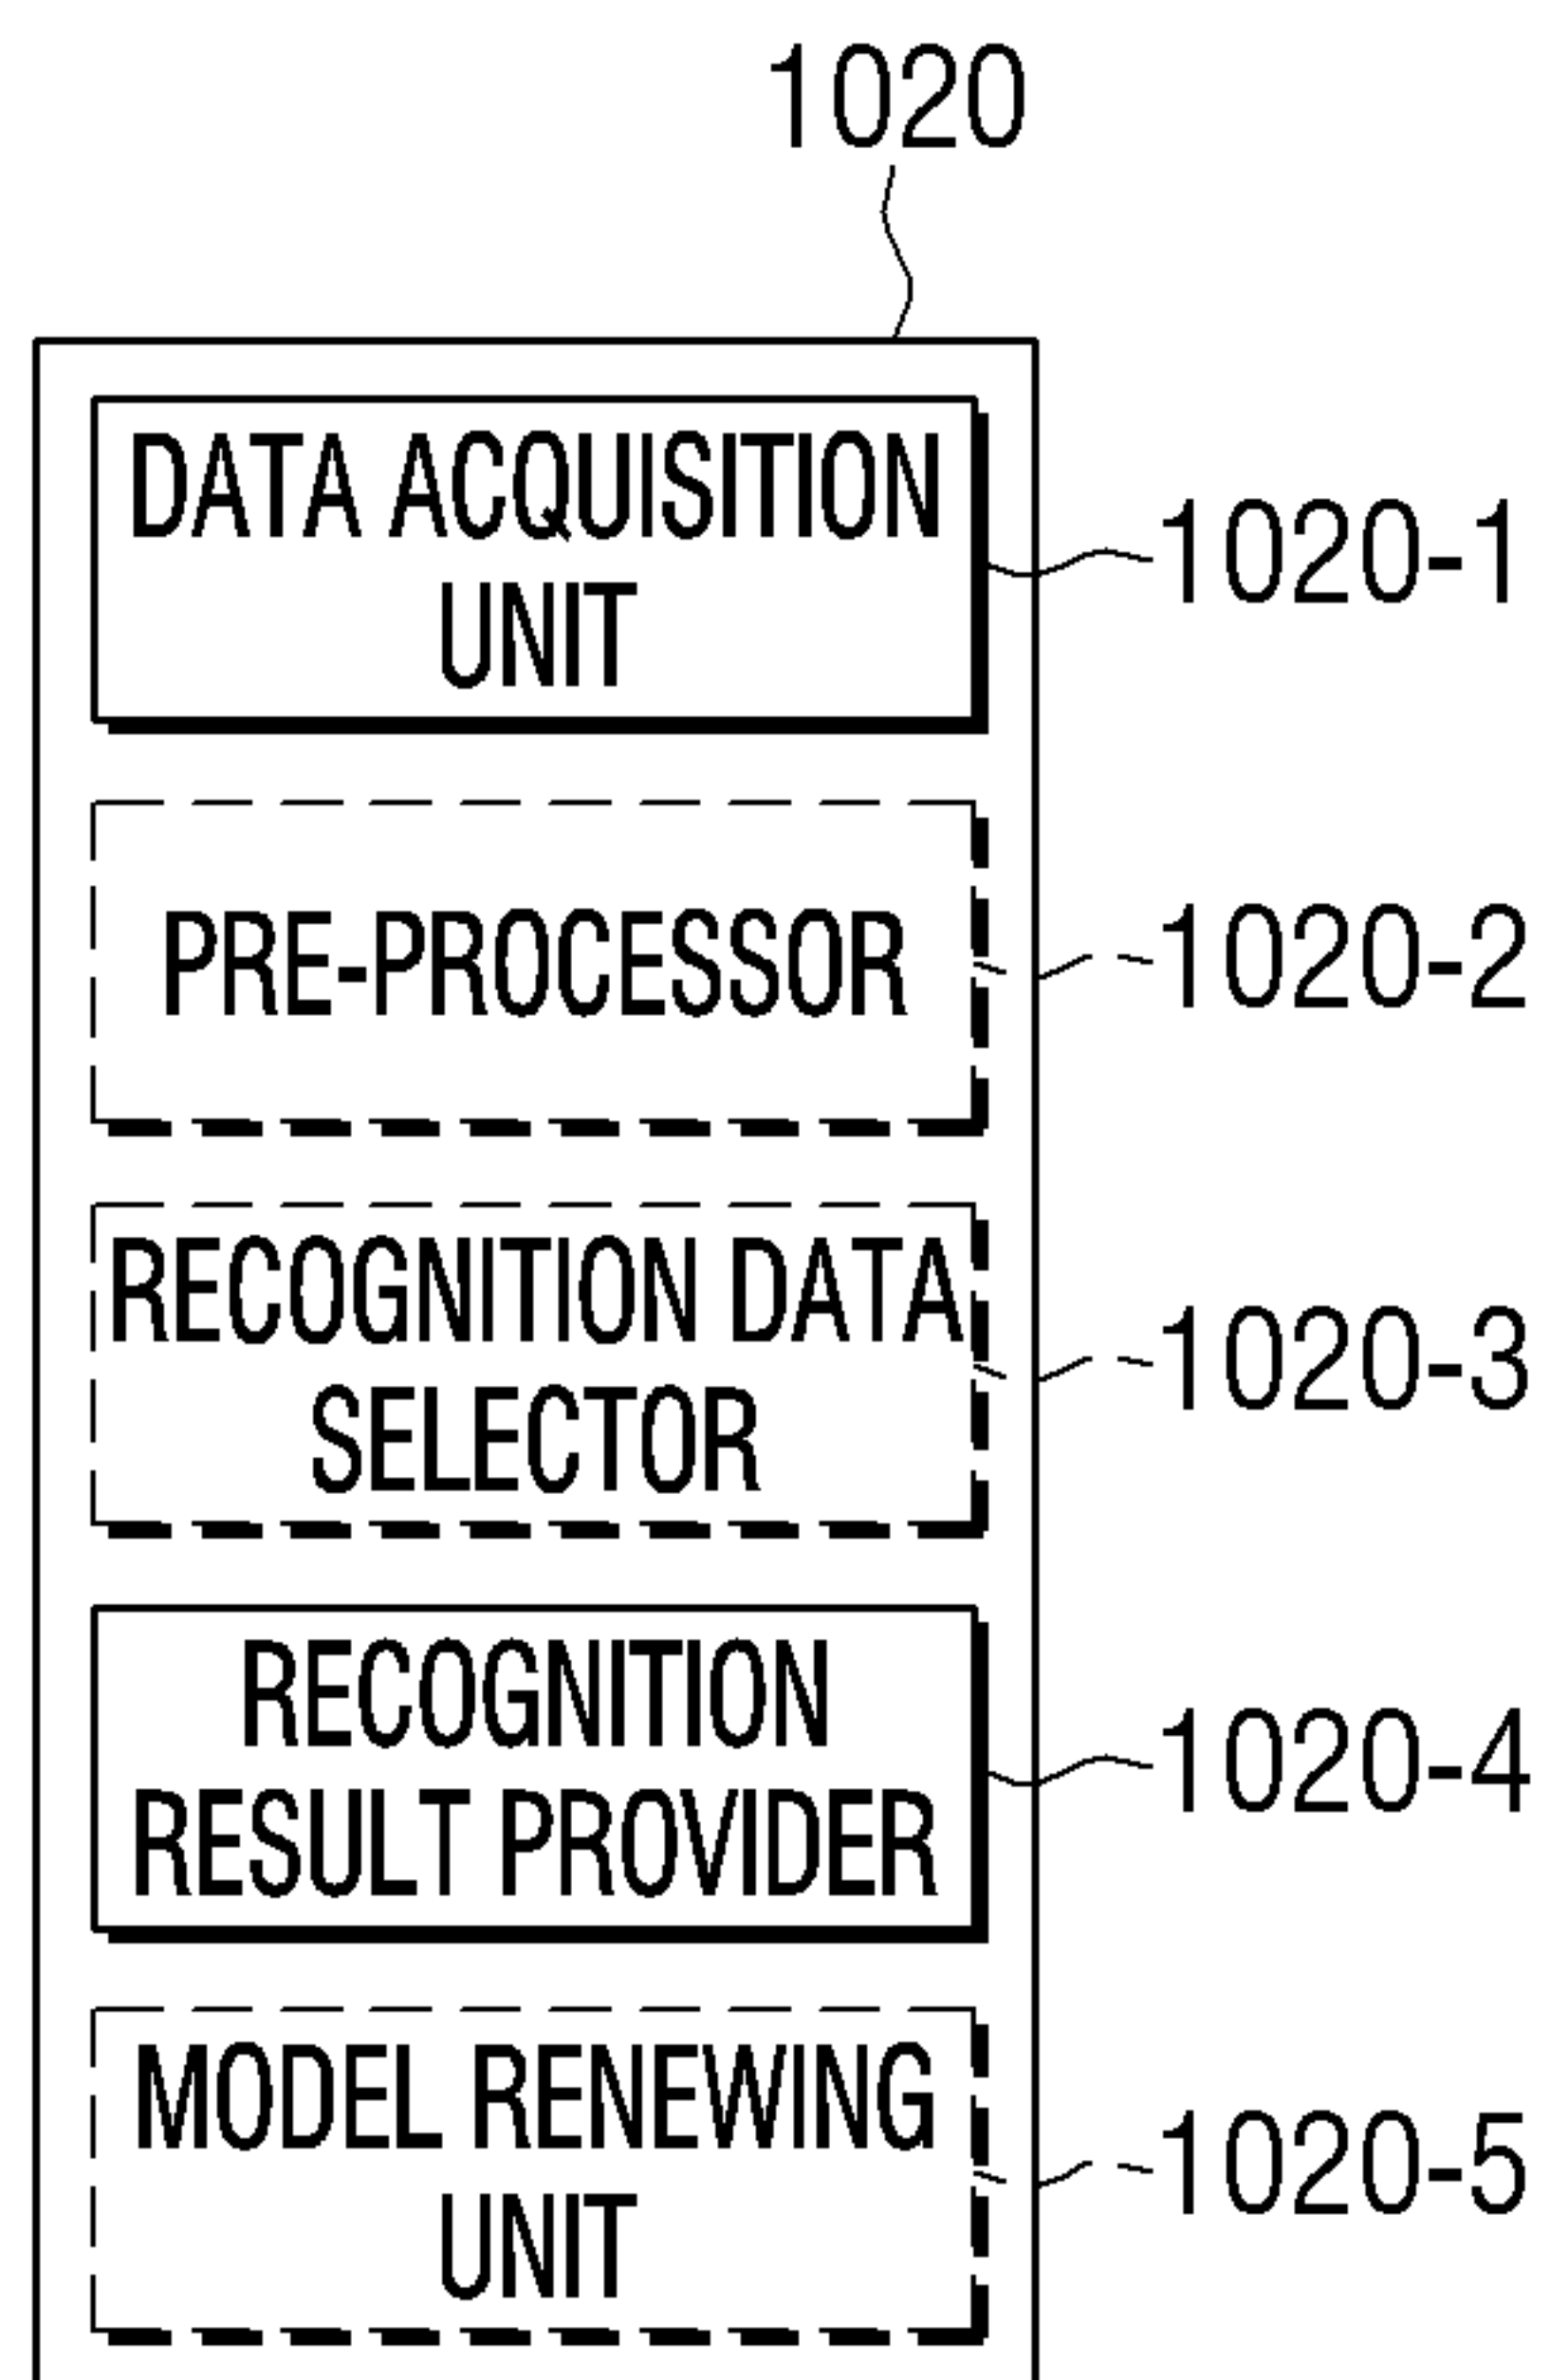 1020
DATA ACQUISITION
UNIT
1020-1
PRE-PROCESSOR
1020-2
RECOGNITION DATA
SELECTOR
1020-3
RECOGNITION
RESULT PROVIDER
1020-4
MODEL RENEWING
UNIT
1020-5